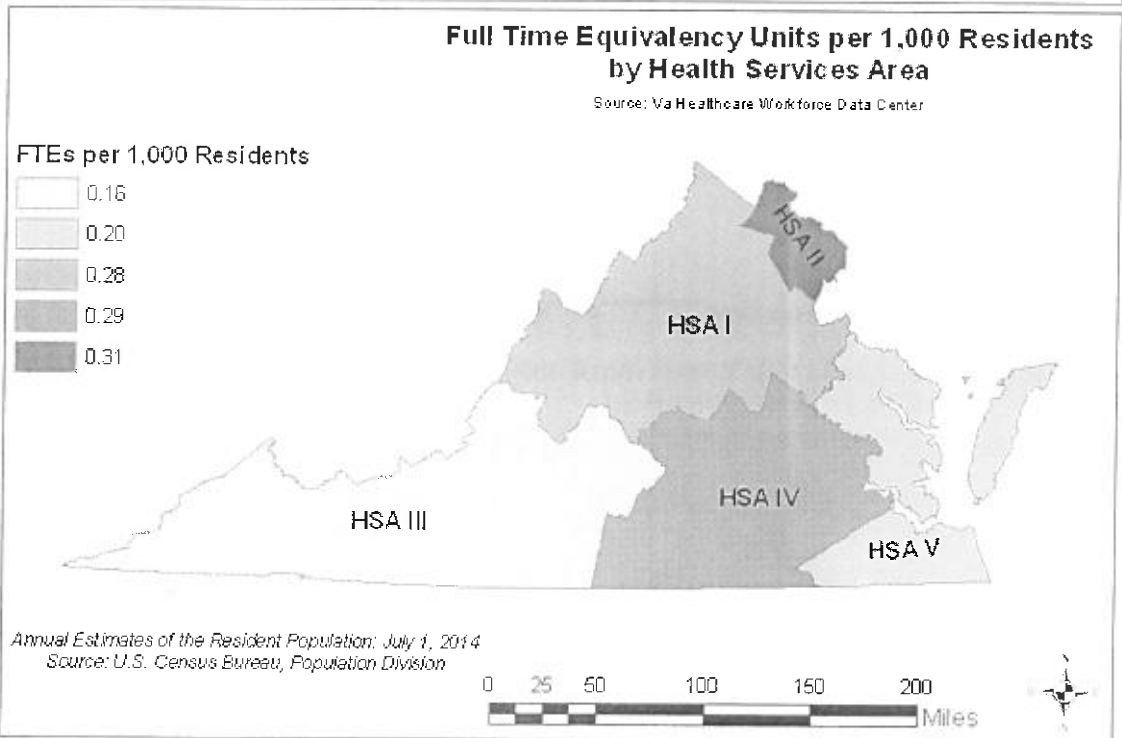 Full Time Equivalency Units per 1,000 Residents
by Health Services Area
Source: Va Healthcare Workforce Data Center
FTEs per 1,000 Residents
0.16
0.20
0.28
0.29
0.31
HSA II
HSA I
HSA IV
HSA III
HSA V
Annual Estimates of the Resident Population: July 1, 2014
Source: U.S. Census Bureau, Population Division
0 25 50 100 150 200
Miles